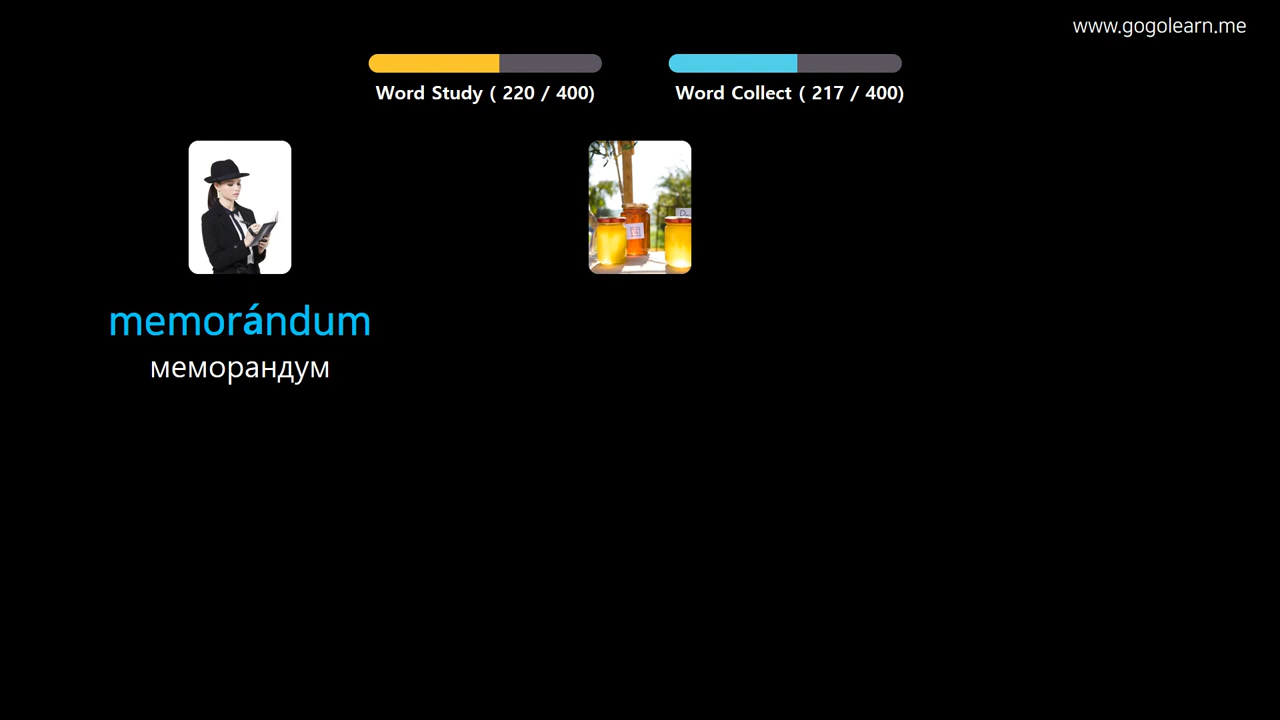 www.gogolearn.me
Word Study ( 220 / 400)
Word Collect ( 217 / 400)
memorándum
меморандум